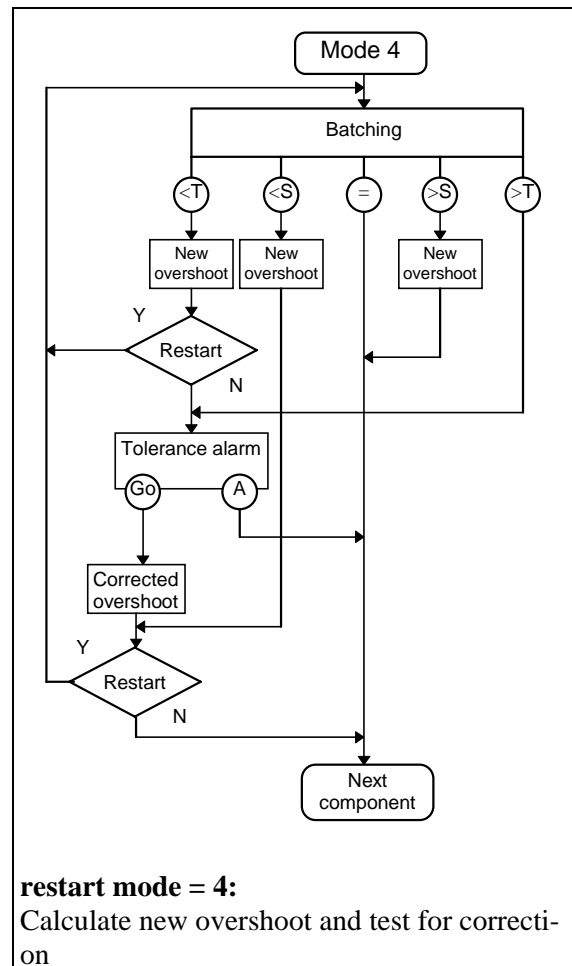 Mode 4
Batching
<T
<S
=
>S
>T
New
overshoot
New
overshoot
New
overshoot
Y
Restart
N
Tolerance alarm
Go
A
Corrected
overshoot
Y
Restart
N
Next
component
restart mode = 4:
Calculate new overshoot and test for correcti-
on